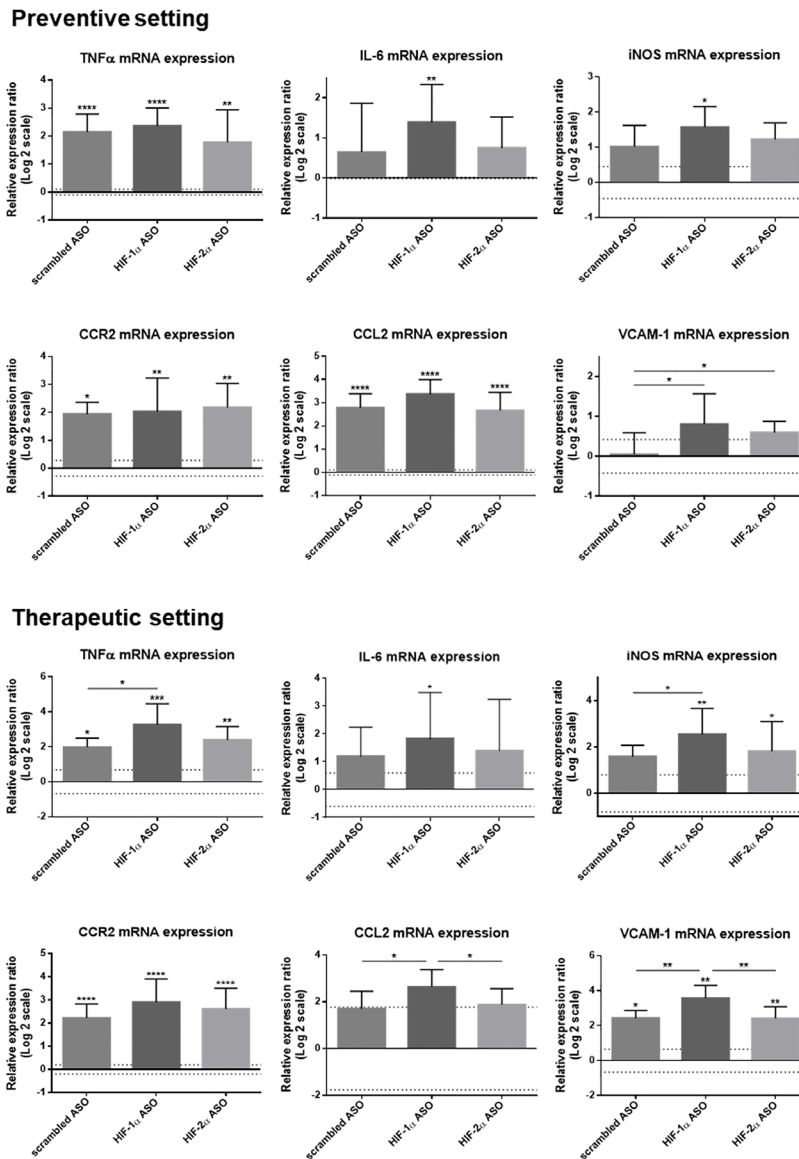 Preventive setting
TNFα mRNA expression
Relative expression ratio
(Log 2 scale)
4
3
2
1
0
-1
****
****
**
scrambled ASO
HIF-1α ASO
HIF-2α ASO
IL-6 mRNA expression
Relative expression ratio
(Log 2 scale)
2
1
0
-1
**
scrambled ASO
HIF-1α ASO
HIF-2α ASO
iNOS mRNA expression
Relative expression ratio
(Log 2 scale)
3
2
1
0
-1
*
scrambled ASO
HIF-1α ASO
HIF-2α ASO
CCR2 mRNA expression
Relative expression ratio
(Log 2 scale)
4
3
2
1
0
-1
*
**
**
scrambled ASO
HIF-1α ASO
HIF-2α ASO
CCL2 mRNA expression
Relative expression ratio
(Log 2 scale)
5
4
3
2
1
0
-1
****
****
****
scrambled ASO
HIF-1α ASO
HIF-2α ASO
VCAM-1 mRNA expression
Relative expression ratio
(Log 2 scale)
2
1
0
-1
*
*
scrambled ASO
HIF-1α ASO
HIF-2α ASO
Therapeutic setting
TNFα mRNA expression
Relative expression ratio
(Log 2 scale)
6
4
2
0
-2
*
*
***
**
scrambled ASO
HIF-1α ASO
HIF-2α ASO
IL-6 mRNA expression
Relative expression ratio
(Log 2 scale)
4
3
2
1
0
-1
*
scrambled ASO
HIF-1α ASO
HIF-2α ASO
iNOS mRNA expression
Relative expression ratio
(Log 2 scale)
4
2
0
*
**
*
scrambled ASO
HIF-1α ASO
HIF-2α ASO
CCR2 mRNA expression
Relative expression ratio
(Log 2 scale)
5
4
3
2
1
0
-1
****
****
****
scrambled ASO
HIF-1α ASO
HIF-2α ASO
CCL2 mRNA expression
Relative expression ratio
(Log 2 scale)
4
2
0
-2
*
*
scrambled ASO
HIF-1α ASO
HIF-2α ASO
VCAM-1 mRNA expression
Relative expression ratio
(Log 2 scale)
6
4
2
0
-2
**
**
*
**
**
scrambled ASO
HIF-1α ASO
HIF-2α ASO